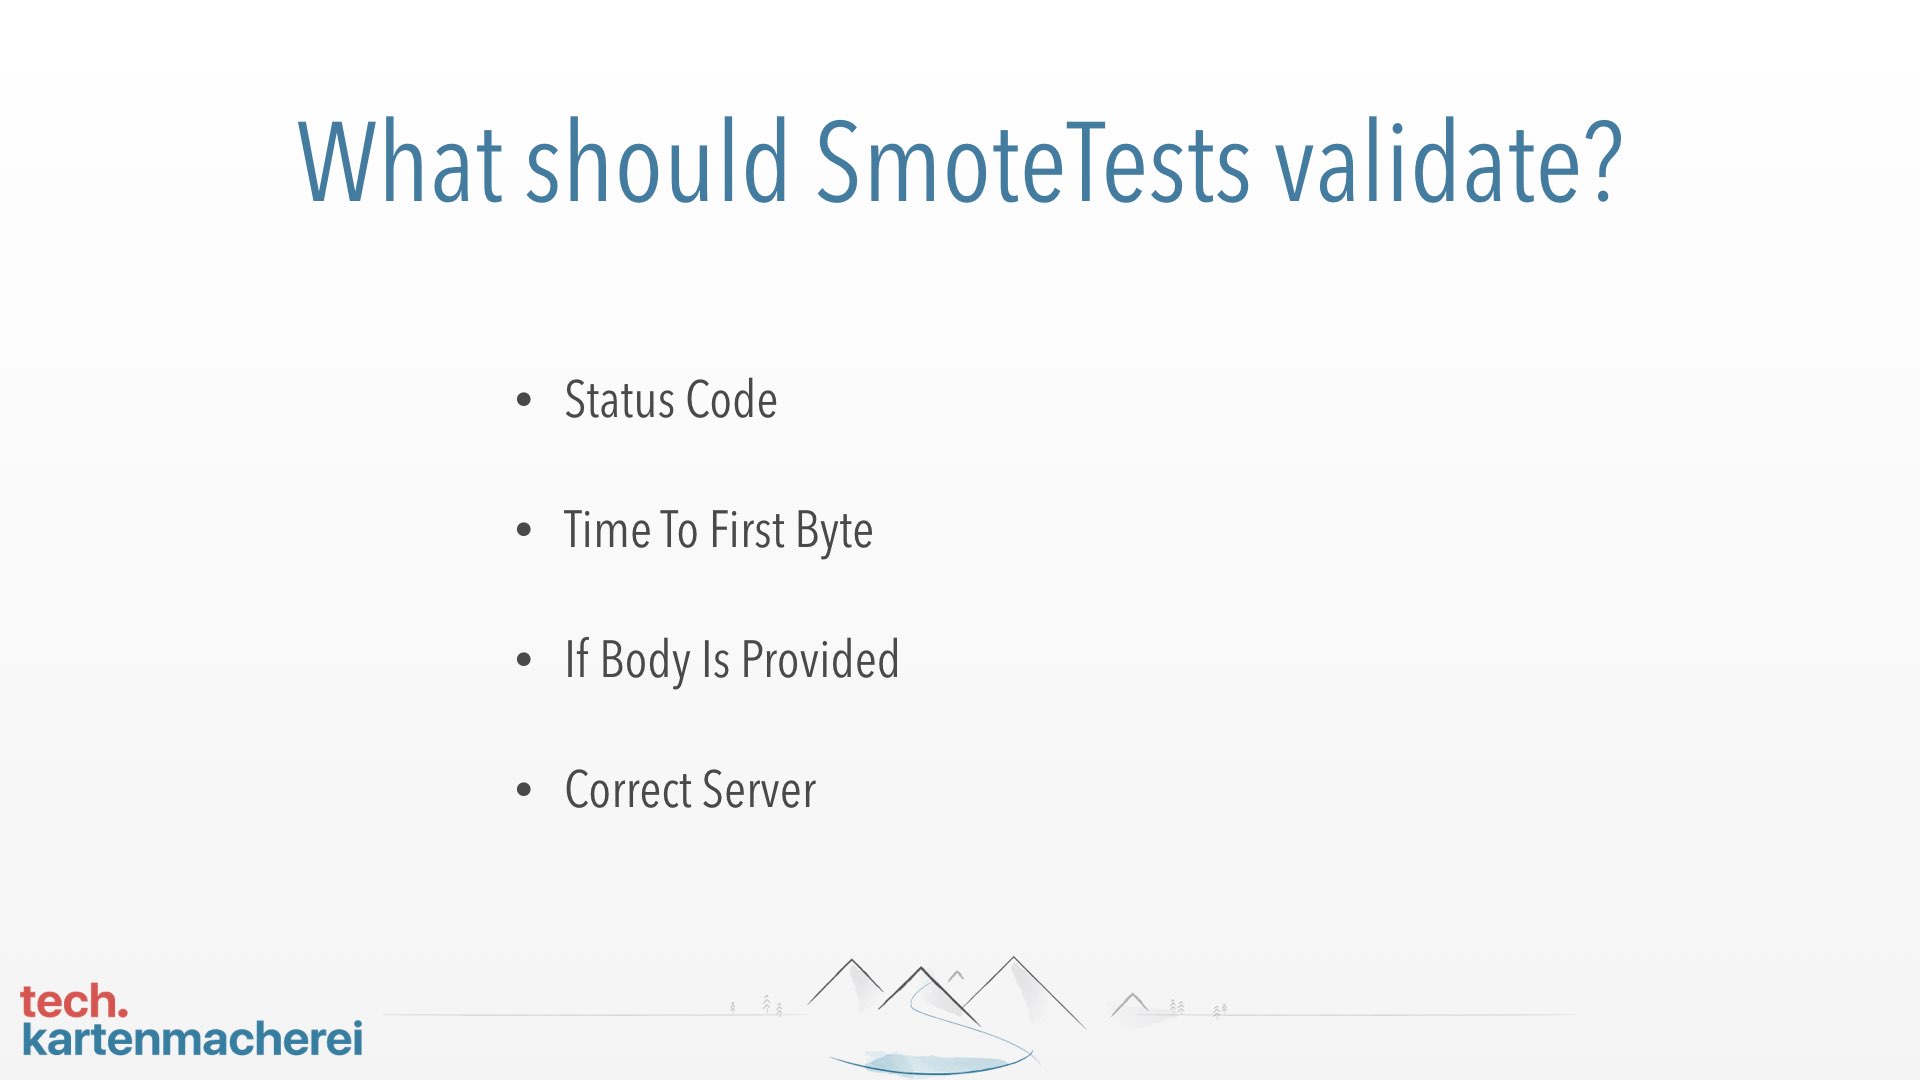 What should SmoteTests validate?
• Status Code
• Time To First Byte
• If Body Is Provided
• Correct Server
tech.
kartenmacherei